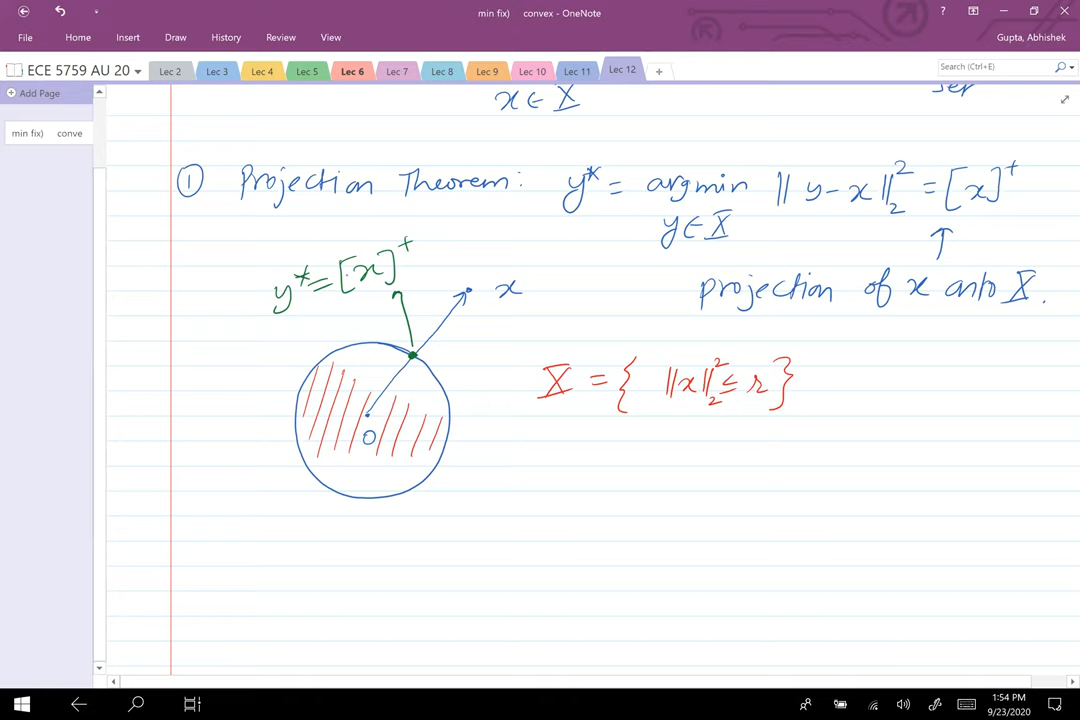 min fix) convex - OneNote
File Home Insert Draw History Review View Gupta, Abhishek
ECE 5759 AU 20 Lec 2 Lec 3 Lec 4 Lec 5 Lec 6 Lec 7 Lec 8 Lec 9 Lec 10 Lec 11 Lec 12 Search (Ctrl+E)
Add Page
min fix) conve
x ∈ X
set
① Projection Theorem: y* = argmin ‖ y - x ‖₂² = [x]⁺
y ∈ X
↑
projection of x onto X.
y* = [x]⁺
x
X = { ‖x‖₂² ≤ r }
0
1:54 PM
9/23/2020